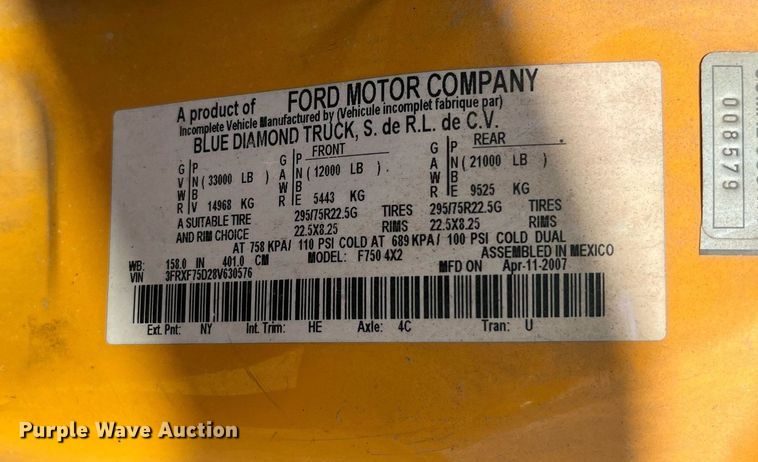 A product of FORD MOTOR COMPANY
Incomplete Vehicle Manufactured by (Vehicule incomplet fabrique par)
BLUE DIAMOND TRUCK, S. de R.L. de C.V.
G P G P FRONT G P REAR
V N ( 33000 LB ) A N ( 12000 LB ) A N ( 21000 LB )
W B W B W B
R V 14968 KG R E 5443 KG R E 9525 KG
A SUITABLE TIRE 295/75R22.5G TIRES 295/75R22.5G TIRES
AND RIM CHOICE 22.5X8.25 RIMS 22.5X8.25 RIMS
AT 758 KPA/ 110 PSI COLD AT 689 KPA/ 100 PSI COLD DUAL
WB: 158.0 IN 401.0 CM MODEL: F750 4X2 ASSEMBLED IN MEXICO
VIN 3FRXF75D28V630576 MFD ON Apr-11-2007
Ext. Pnt: NY Int. Trim: HE Axle: 4C Tran: U
008579
Purple Wave Auction